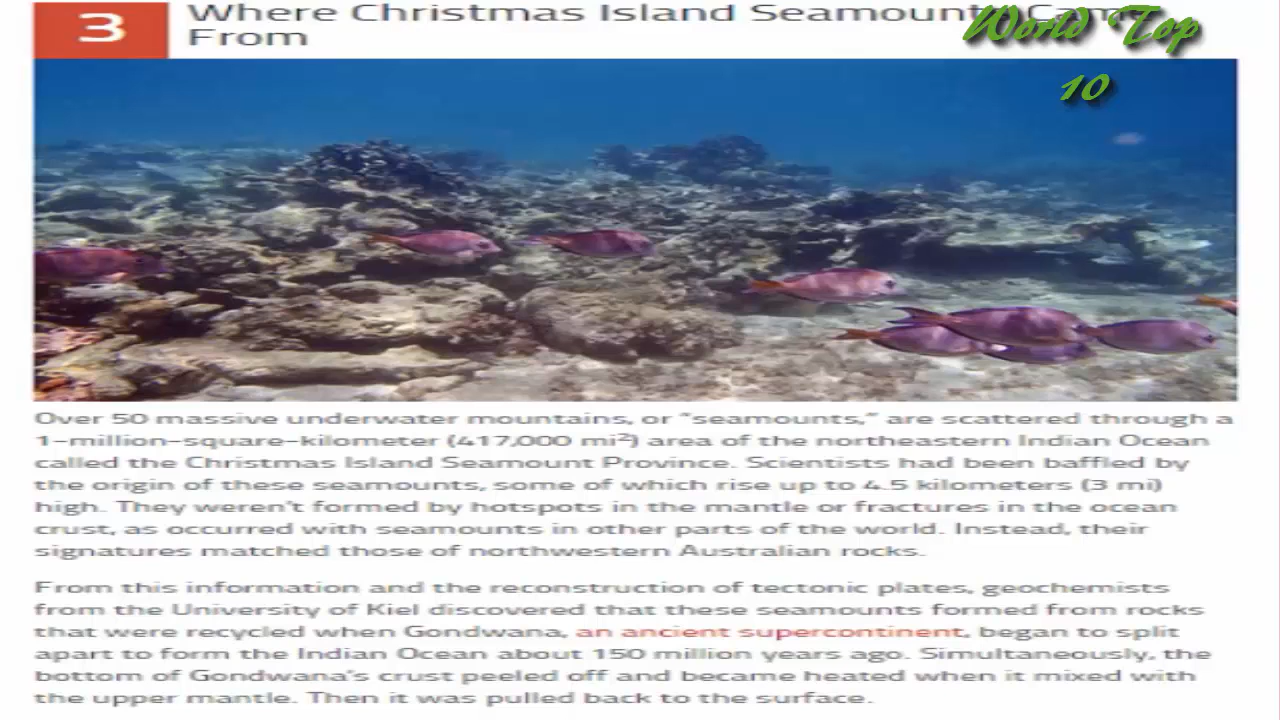 3
Where Christmas Island Seamounts Came
From
World Top
10
Over 50 massive underwater mountains, or “seamounts,” are scattered through a
1-million-square-kilometer (417,000 mi²) area of the northeastern Indian Ocean
called the Christmas Island Seamount Province. Scientists had been baffled by
the origin of these seamounts, some of which rise up to 4.5 kilometers (3 mi)
high. They weren’t formed by hotspots in the mantle or fractures in the ocean
crust, as occurred with seamounts in other parts of the world. Instead, their
signatures matched those of northwestern Australian rocks.
From this information and the reconstruction of tectonic plates, geochemists
from the University of Kiel discovered that these seamounts formed from rocks
that were recycled when Gondwana, an ancient supercontinent, began to split
apart to form the Indian Ocean about 150 million years ago. Simultaneously, the
bottom of Gondwana’s crust peeled off and became heated when it mixed with
the upper mantle. Then it was pulled back to the surface.